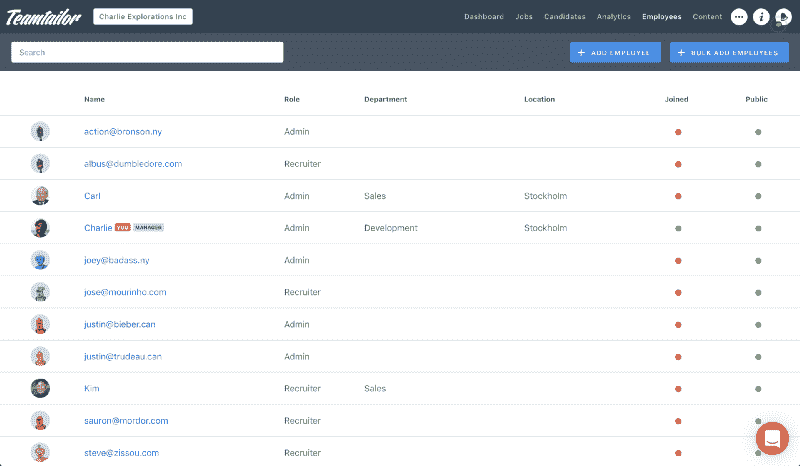 Teamtailor Charlie Explorations Inc Dashboard Jobs Candidates Analytics Employees Content
Search + ADD EMPLOYEE + BULK ADD EMPLOYEES
Name Role Department Location Joined Public
action@bronson.ny Admin
albus@dumbledore.com Recruiter
Carl Admin Sales Stockholm
Charlie YOU MANAGER Admin Development Stockholm
joey@badass.ny Admin
jose@mourinho.com Recruiter
justin@bieber.can Admin
justin@trudeau.can Admin
Kim Recruiter Sales
sauron@mordor.com Recruiter
steve@zissou.com Recruiter